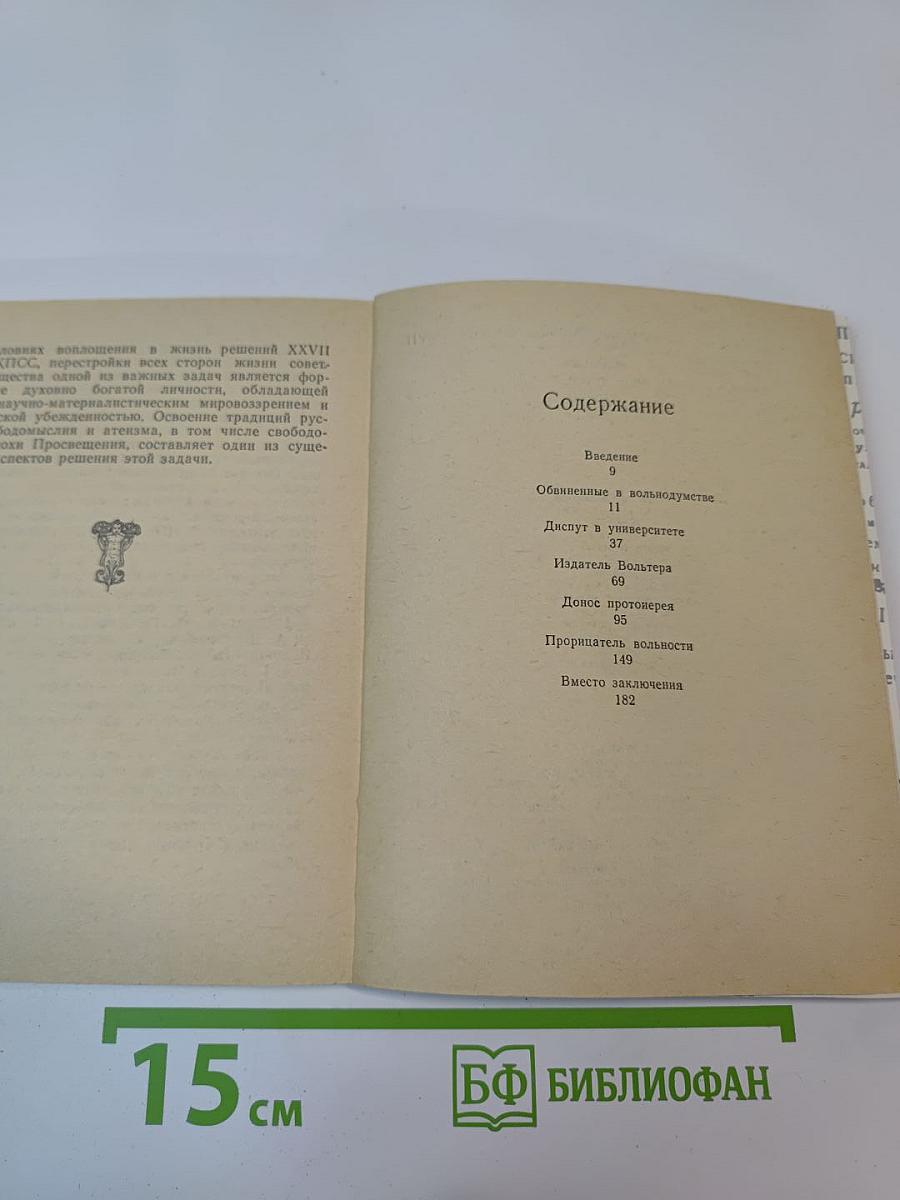 ловиях воплощения в жизнь решений XXVII
КПСС, перестройки всех сторон жизни совет-
щества одной из важных задач является фор-
е духовно богатой личности, обладающей
научно-материалистическим мировоззрением и
ской убежденностью. Освоение традиций рус-
бодомыслия и атеизма, в том числе свободо-
похи Просвещения, составляет один из суще-
спектов решения этой задачи.
Содержание
Введение
9
Обвиненные в вольнодумстве
11
Диспут в университете
37
Издатель Вольтера
69
Донос протоиерея
95
Прорицатель вольности
149
Вместо заключения
182
15 см
БФ БИБЛИОФАН